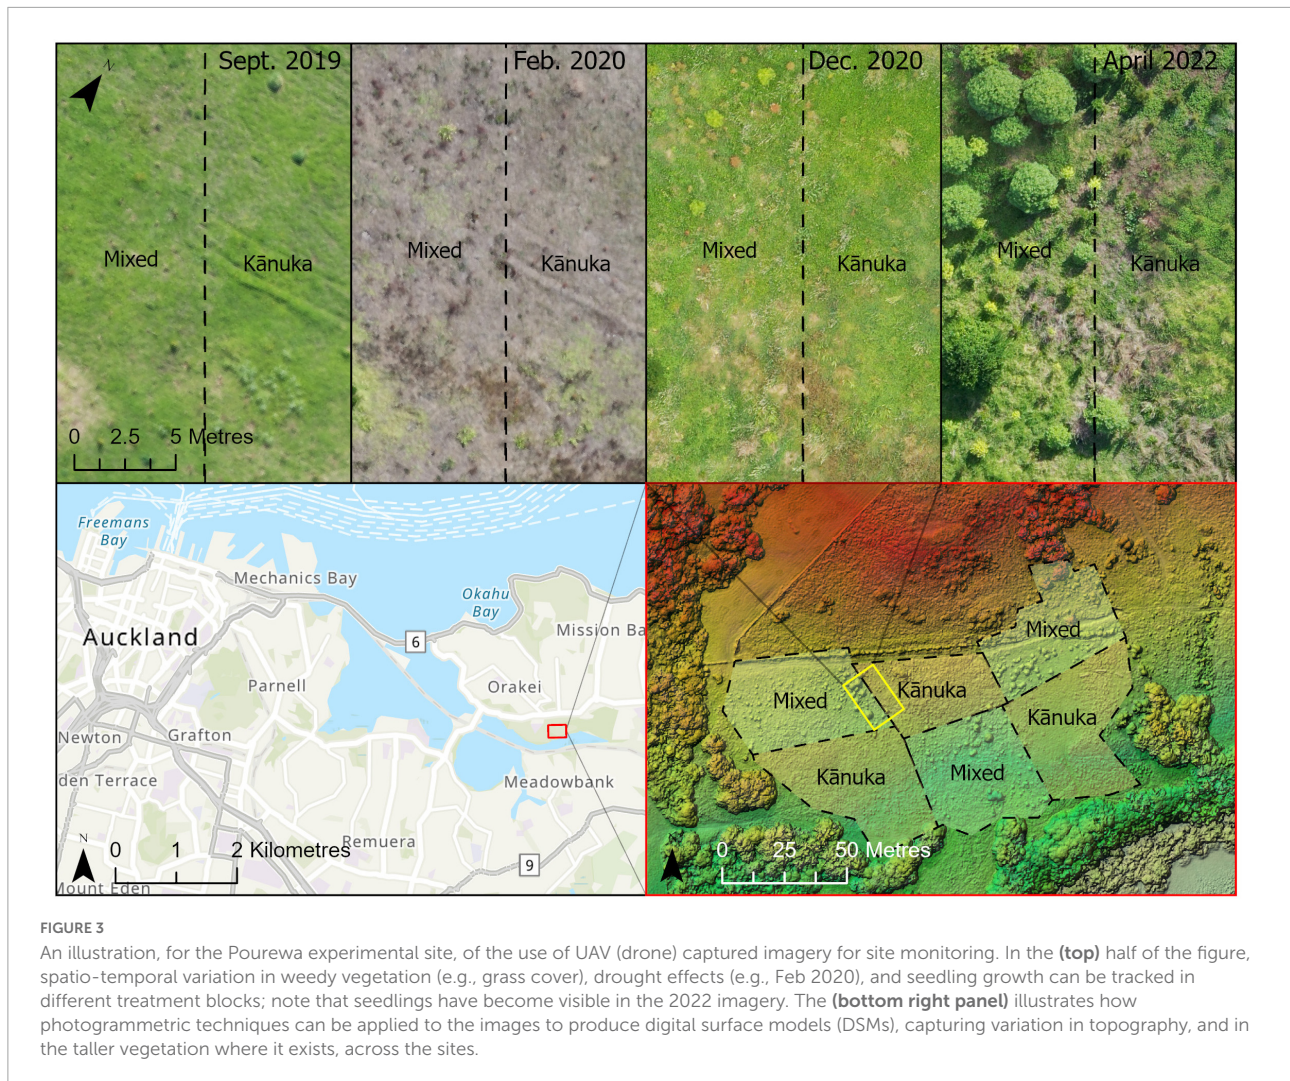 N
Sept. 2019
Feb. 2020
Dec. 2020
April 2022
Mixed
Kānuka
Mixed
Kānuka
Mixed
Kānuka
Mixed
Kānuka
0 2.5 5 Metres
Freemans
Bay
Mechanics Bay
Okahu
Bay
Auckland
6
Mission Ba
Parnell
Orakei
Newton
Grafton
den Terrace
Meadowbank
Remuera
N
0 1 2 Kilometres
9
Mount Eden
Mixed
Mixed
Kānuka
Kānuka
Kānuka
Mixed
0 25 50 Metres
FIGURE 3
An illustration, for the Pourewa experimental site, of the use of UAV (drone) captured imagery for site monitoring. In the (top) half of the figure,
spatio-temporal variation in weedy vegetation (e.g., grass cover), drought effects (e.g., Feb 2020), and seedling growth can be tracked in
different treatment blocks; note that seedlings have become visible in the 2022 imagery. The (bottom right panel) illustrates how
photogrammetric techniques can be applied to the images to produce digital surface models (DSMs), capturing variation in topography, and in
the taller vegetation where it exists, across the sites.